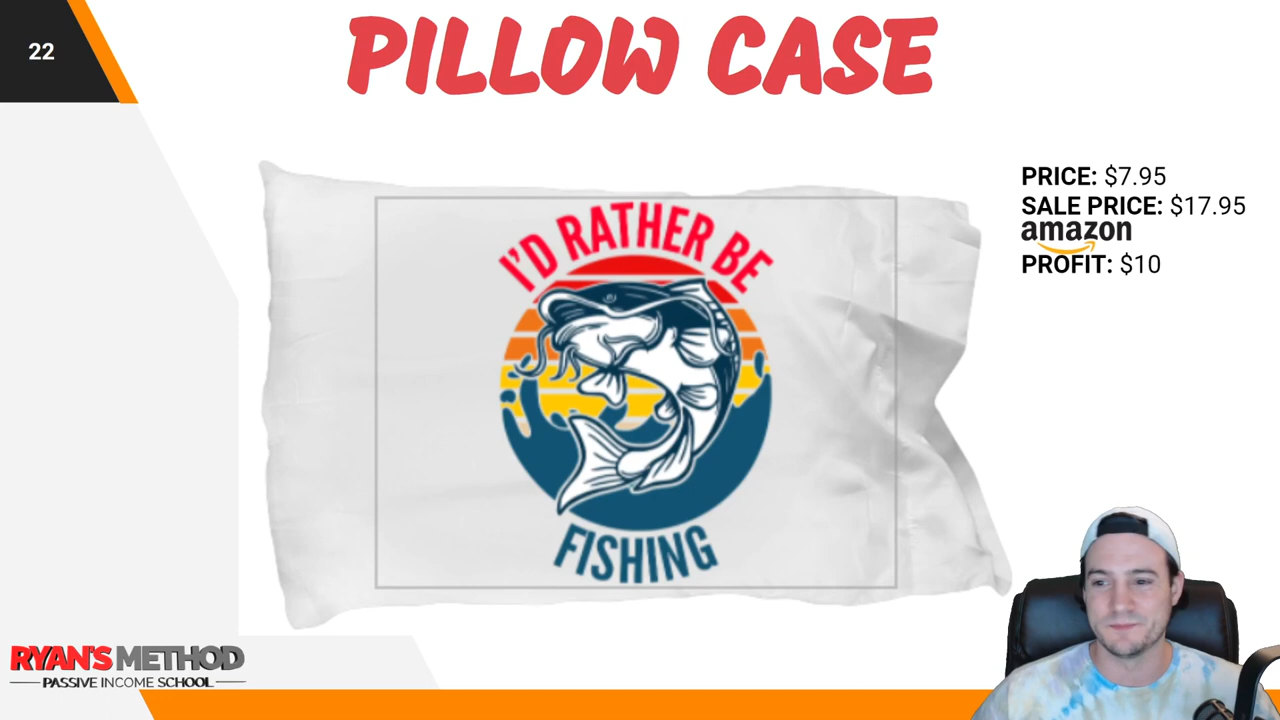 22
PILLOW CASE
PRICE: $7.95
SALE PRICE: $17.95
amazon
PROFIT: $10
I'D RATHER BE
FISHING
RYAN'S METHOD
PASSIVE INCOME SCHOOL